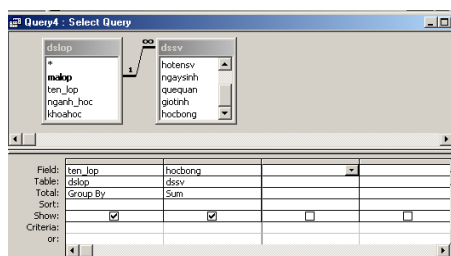 Query4 : Select Query
dslop
*
malop
ten_lop
nganh_hoc
khoahoc
1
∞
dssv
hotensv
ngaysinh
quequan
gioitinh
hocbong
Field: ten_lop hocbong
Table: dslop dssv
Total: Group By Sum
Sort:
Show:
Criteria:
or: